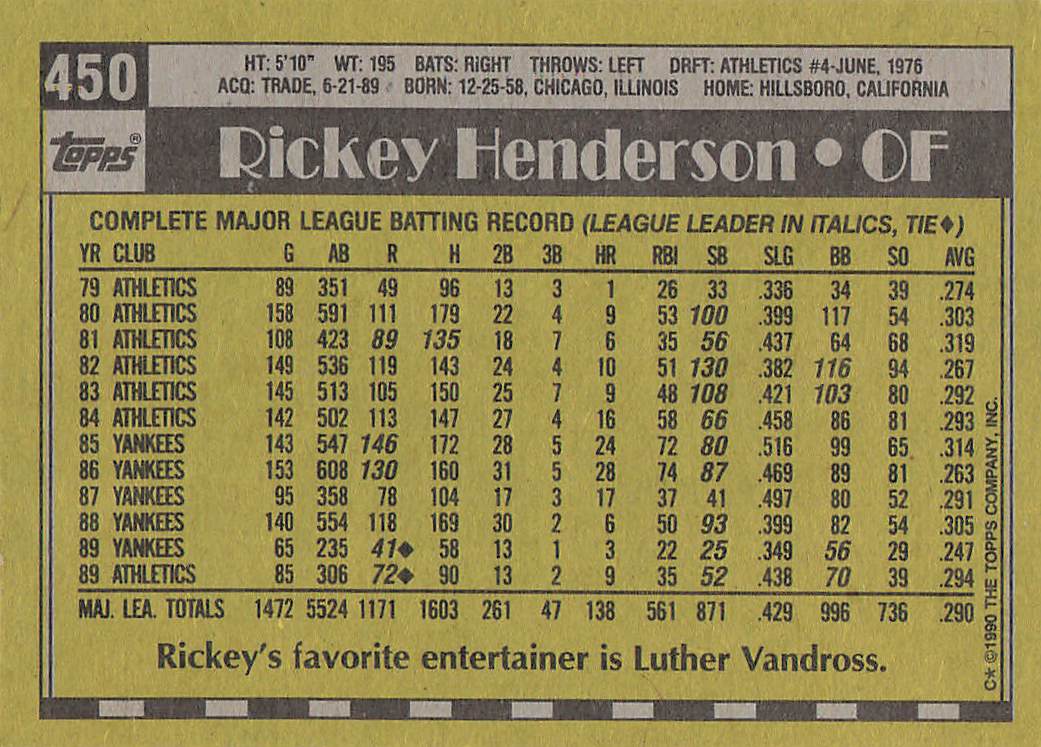 450
HT: 5'10" WT: 195 BATS: RIGHT THROWS: LEFT DRFT: ATHLETICS #4-JUNE, 1976
ACQ: TRADE, 6-21-89 BORN: 12-25-58, CHICAGO, ILLINOIS HOME: HILLSBORO, CALIFORNIA
topps®
Rickey Henderson • OF
COMPLETE MAJOR LEAGUE BATTING RECORD (LEAGUE LEADER IN ITALICS, TIE♦)
YR CLUB G AB R H 2B 3B HR RBI SB SLG BB SO AVG
79 ATHLETICS 89 351 49 96 13 3 1 26 33 .336 34 39 .274
80 ATHLETICS 158 591 111 179 22 4 9 53 100 .399 117 54 .303
81 ATHLETICS 108 423 89 135 18 7 6 35 56 .437 64 68 .319
82 ATHLETICS 149 536 119 143 24 4 10 51 130 .382 116 94 .267
83 ATHLETICS 145 513 105 150 25 7 9 48 108 .421 103 80 .292
84 ATHLETICS 142 502 113 147 27 4 16 58 66 .458 86 81 .293
85 YANKEES 143 547 146 172 28 5 24 72 80 .516 99 65 .314
86 YANKEES 153 608 130 160 31 5 28 74 87 .469 89 81 .263
87 YANKEES 95 358 78 104 17 3 17 37 41 .497 80 52 .291
88 YANKEES 140 554 118 169 30 2 6 50 93 .399 82 54 .305
89 YANKEES 65 235 41♦ 58 13 1 3 22 25 .349 56 29 .247
89 ATHLETICS 85 306 72♦ 90 13 2 9 35 52 .438 70 39 .294
MAJ. LEA. TOTALS 1472 5524 1171 1603 261 47 138 561 871 .429 996 736 .290
Rickey's favorite entertainer is Luther Vandross.
C* ©1990 THE TOPPS COMPANY, INC.